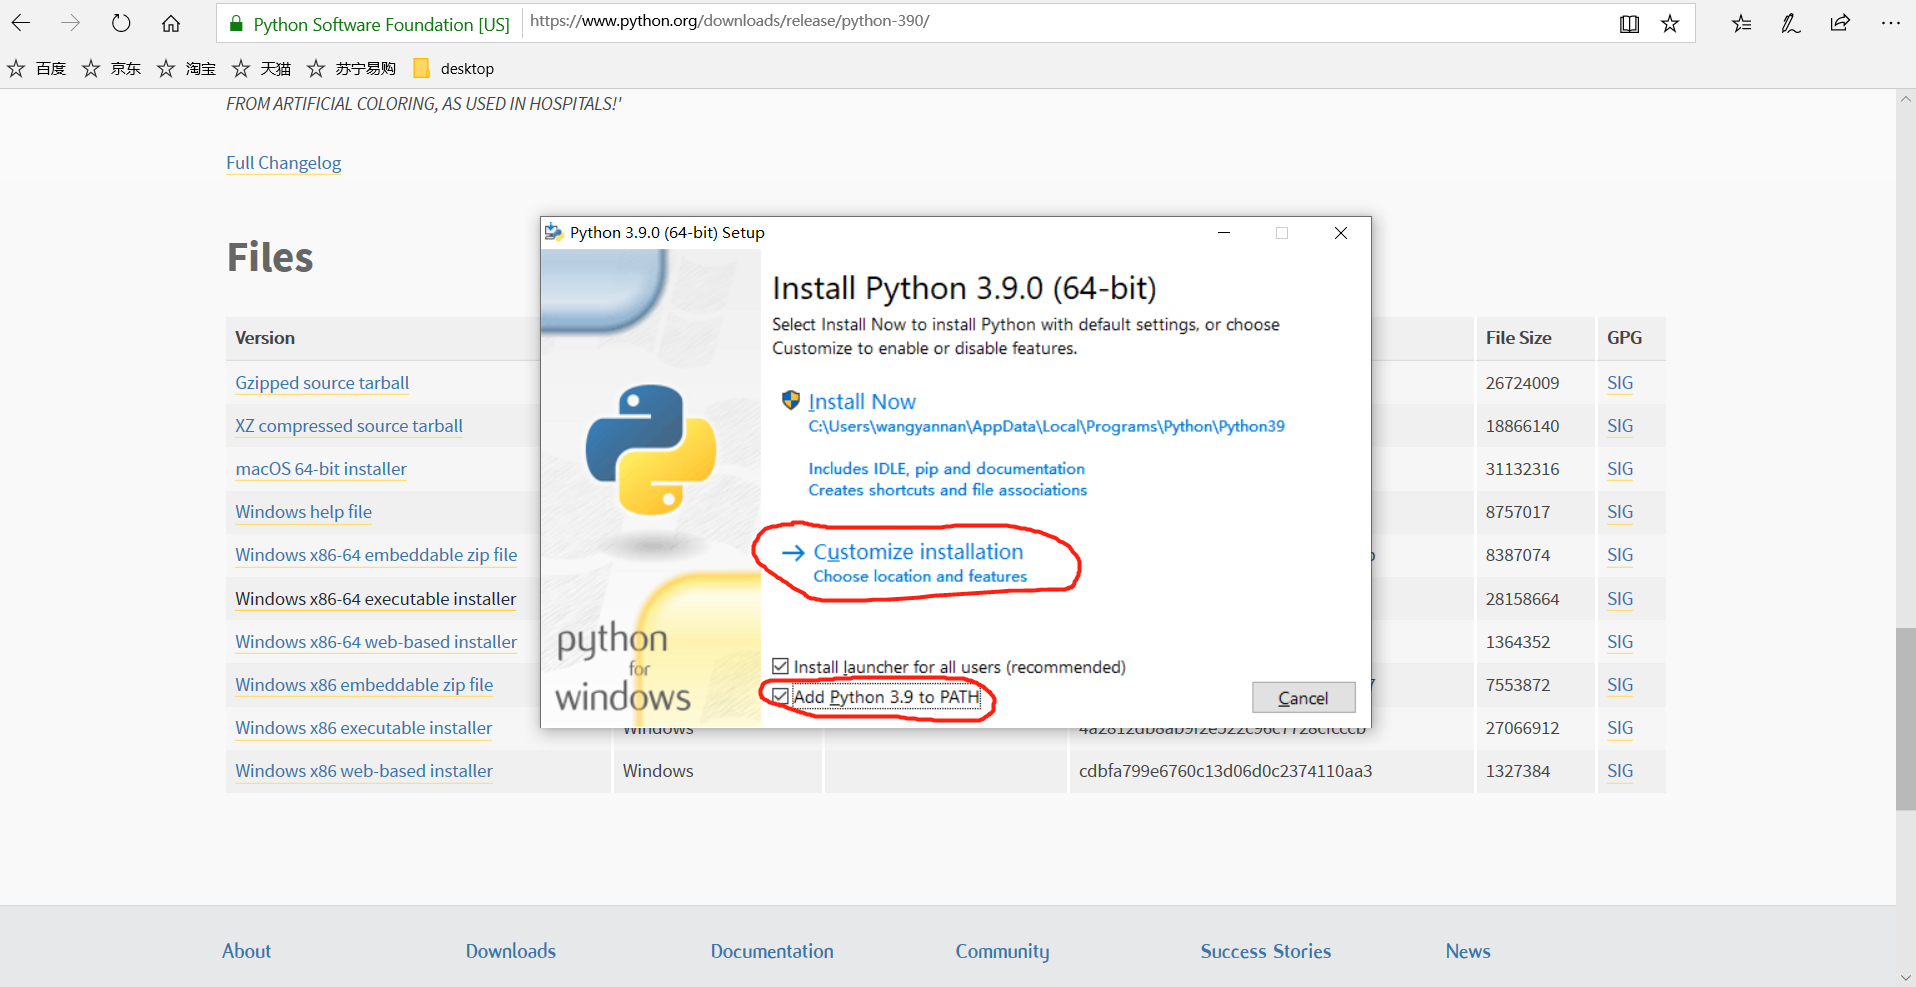 Python Software Foundation [US]
https://www.python.org/downloads/release/python-390/
百度
京东
淘宝
天猫
苏宁易购
desktop
FROM ARTIFICIAL COLORING, AS USED IN HOSPITALS!'
Full Changelog
Files
Version
File Size
GPG
Gzipped source tarball
26724009
SIG
XZ compressed source tarball
18866140
SIG
macOS 64-bit installer
31132316
SIG
Windows help file
8757017
SIG
Windows x86-64 embeddable zip file
8387074
SIG
Windows x86-64 executable installer
28158664
SIG
Windows x86-64 web-based installer
1364352
SIG
Windows x86 embeddable zip file
7553872
SIG
Windows x86 executable installer
Windows
27066912
SIG
Windows x86 web-based installer
Windows
cdbfa799e6760c13d06d0c2374110aa3
1327384
SIG
Python 3.9.0 (64-bit) Setup
Install Python 3.9.0 (64-bit)
Select Install Now to install Python with default settings, or choose
Customize to enable or disable features.
Install Now
C:\Users\wangyannan\AppData\Local\Programs\Python\Python39
Includes IDLE, pip and documentation
Creates shortcuts and file associations
Customize installation
Choose location and features
python
for
windows
Install launcher for all users (recommended)
Add Python 3.9 to PATH
Cancel
About
Downloads
Documentation
Community
Success Stories
News